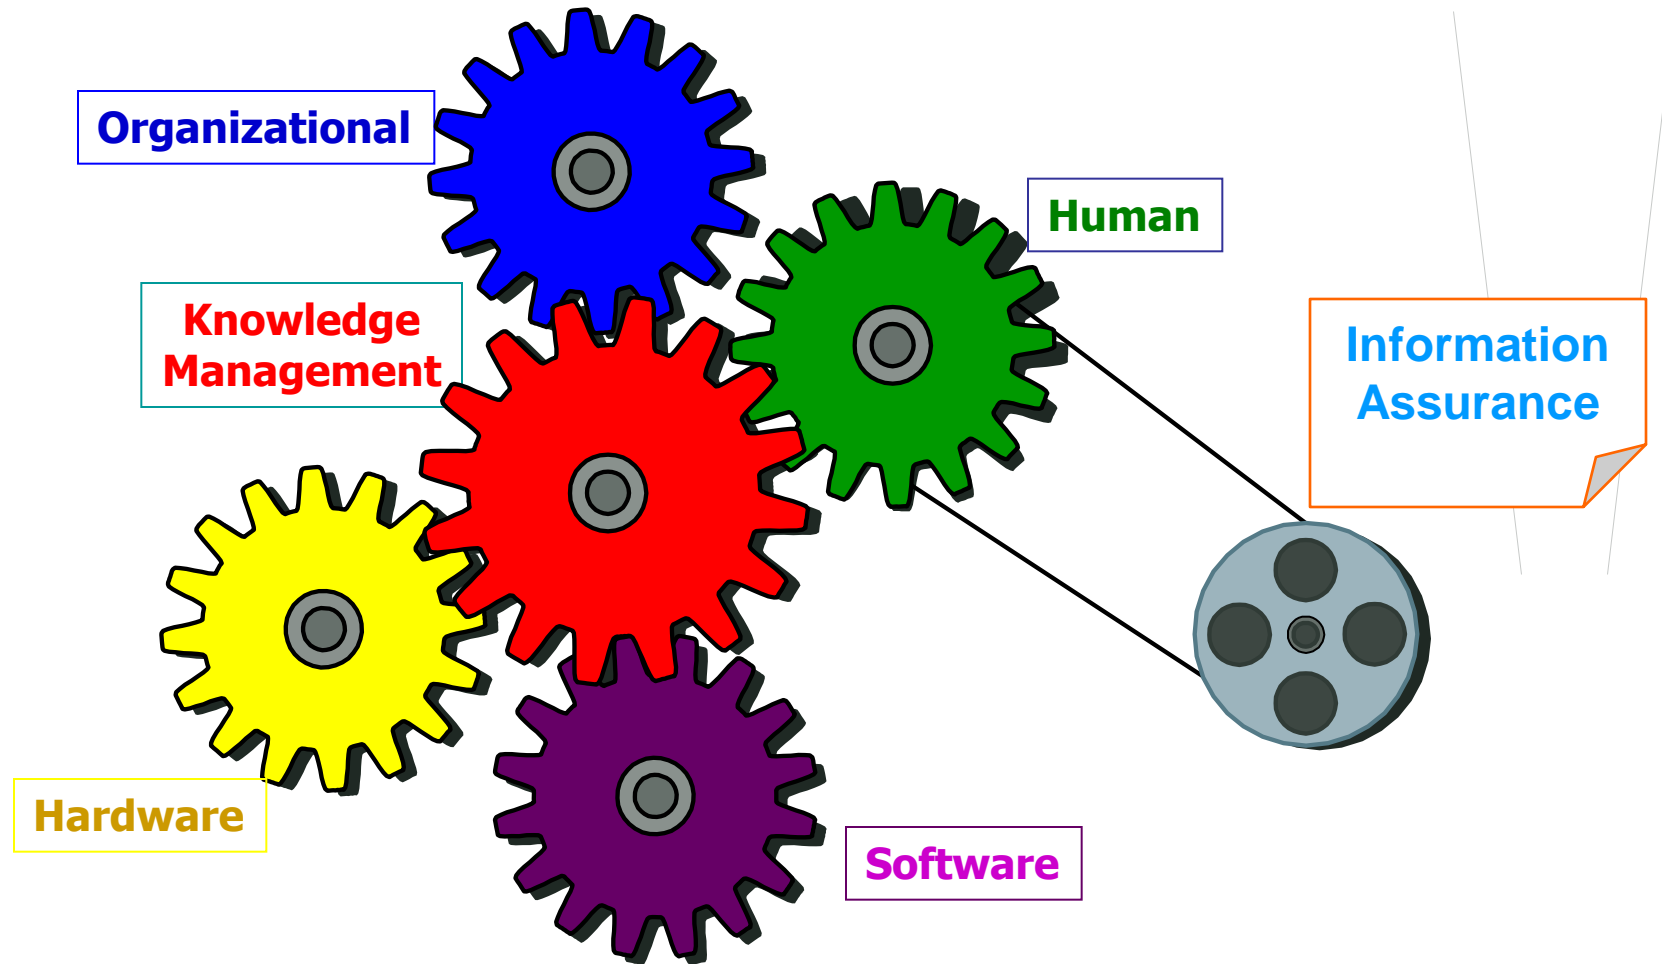 Organizational
Human
Knowledge
Management
Information
Assurance
Hardware
Software